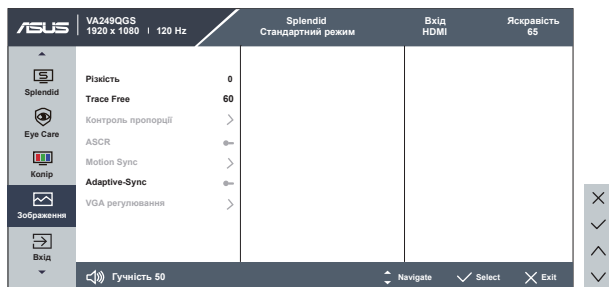 ASUS
VA249QGS
1920 x 1080 120 Hz
Splendid
Стандартний режим
Вхід
HDMI
Яскравість
65
Splendid
Eye Care
Колір
Зображення
Вхід
Різкість 0
Trace Free 60
Контроль пропорції
ASCR
Motion Sync
Adaptive-Sync
VGA регулювання
Гучність 50
Navigate
Select
Exit